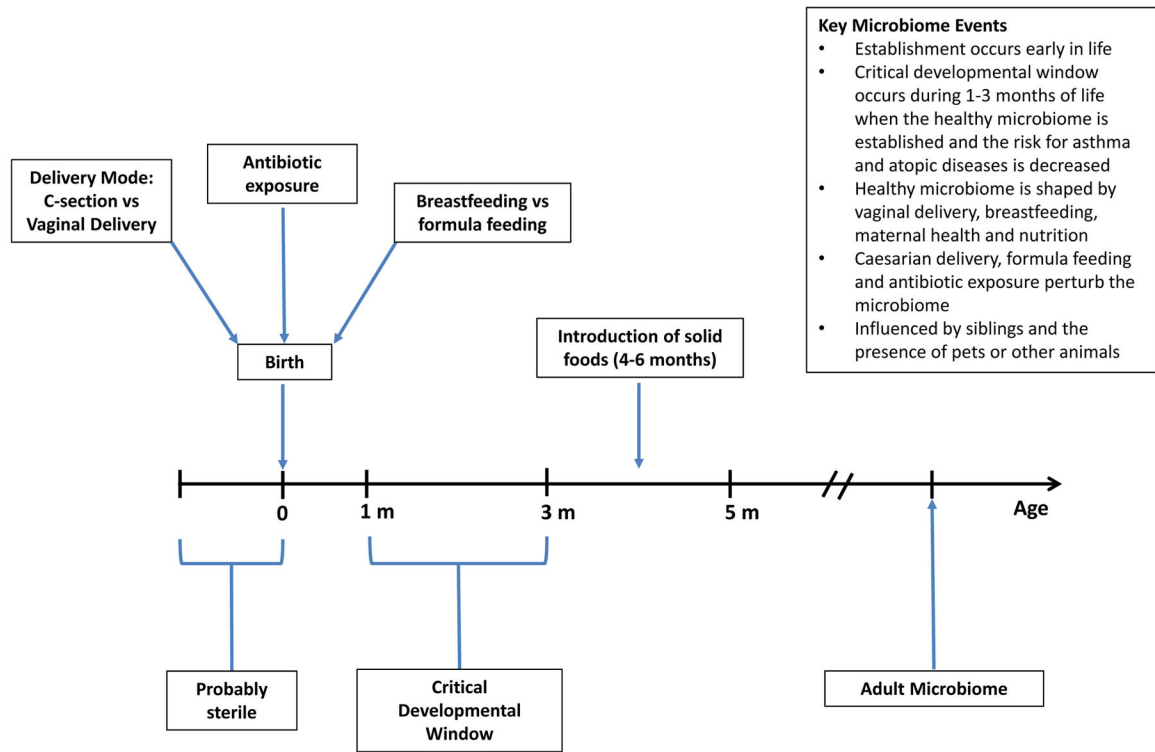 Key Microbiome Events
• Establishment occurs early in life
• Critical developmental window
occurs during 1-3 months of life
when the healthy microbiome is
established and the risk for asthma
and atopic diseases is decreased
• Healthy microbiome is shaped by
vaginal delivery, breastfeeding,
maternal health and nutrition
• Caesarian delivery, formula feeding
and antibiotic exposure perturb the
microbiome
• Influenced by siblings and the
presence of pets or other animals
Delivery Mode:
C-section vs
Vaginal Delivery
Antibiotic
exposure
Breastfeeding vs
formula feeding
Birth
Introduction of solid
foods (4-6 months)
0
1 m
3 m
5 m
Age
Probably
sterile
Critical
Developmental
Window
Adult Microbiome